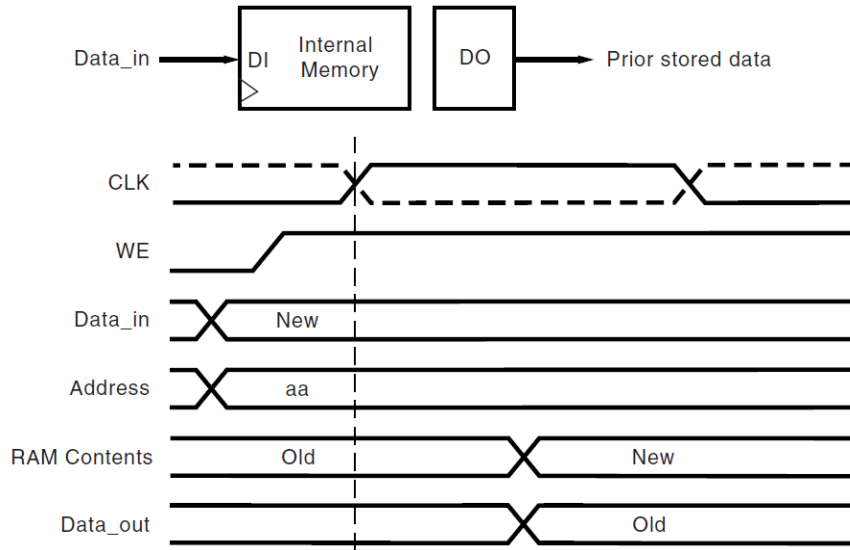 Data_in
DI
Internal
Memory
DO
Prior stored data
CLK
WE
Data_in
New
Address
aa
RAM Contents
Old
New
Data_out
Old